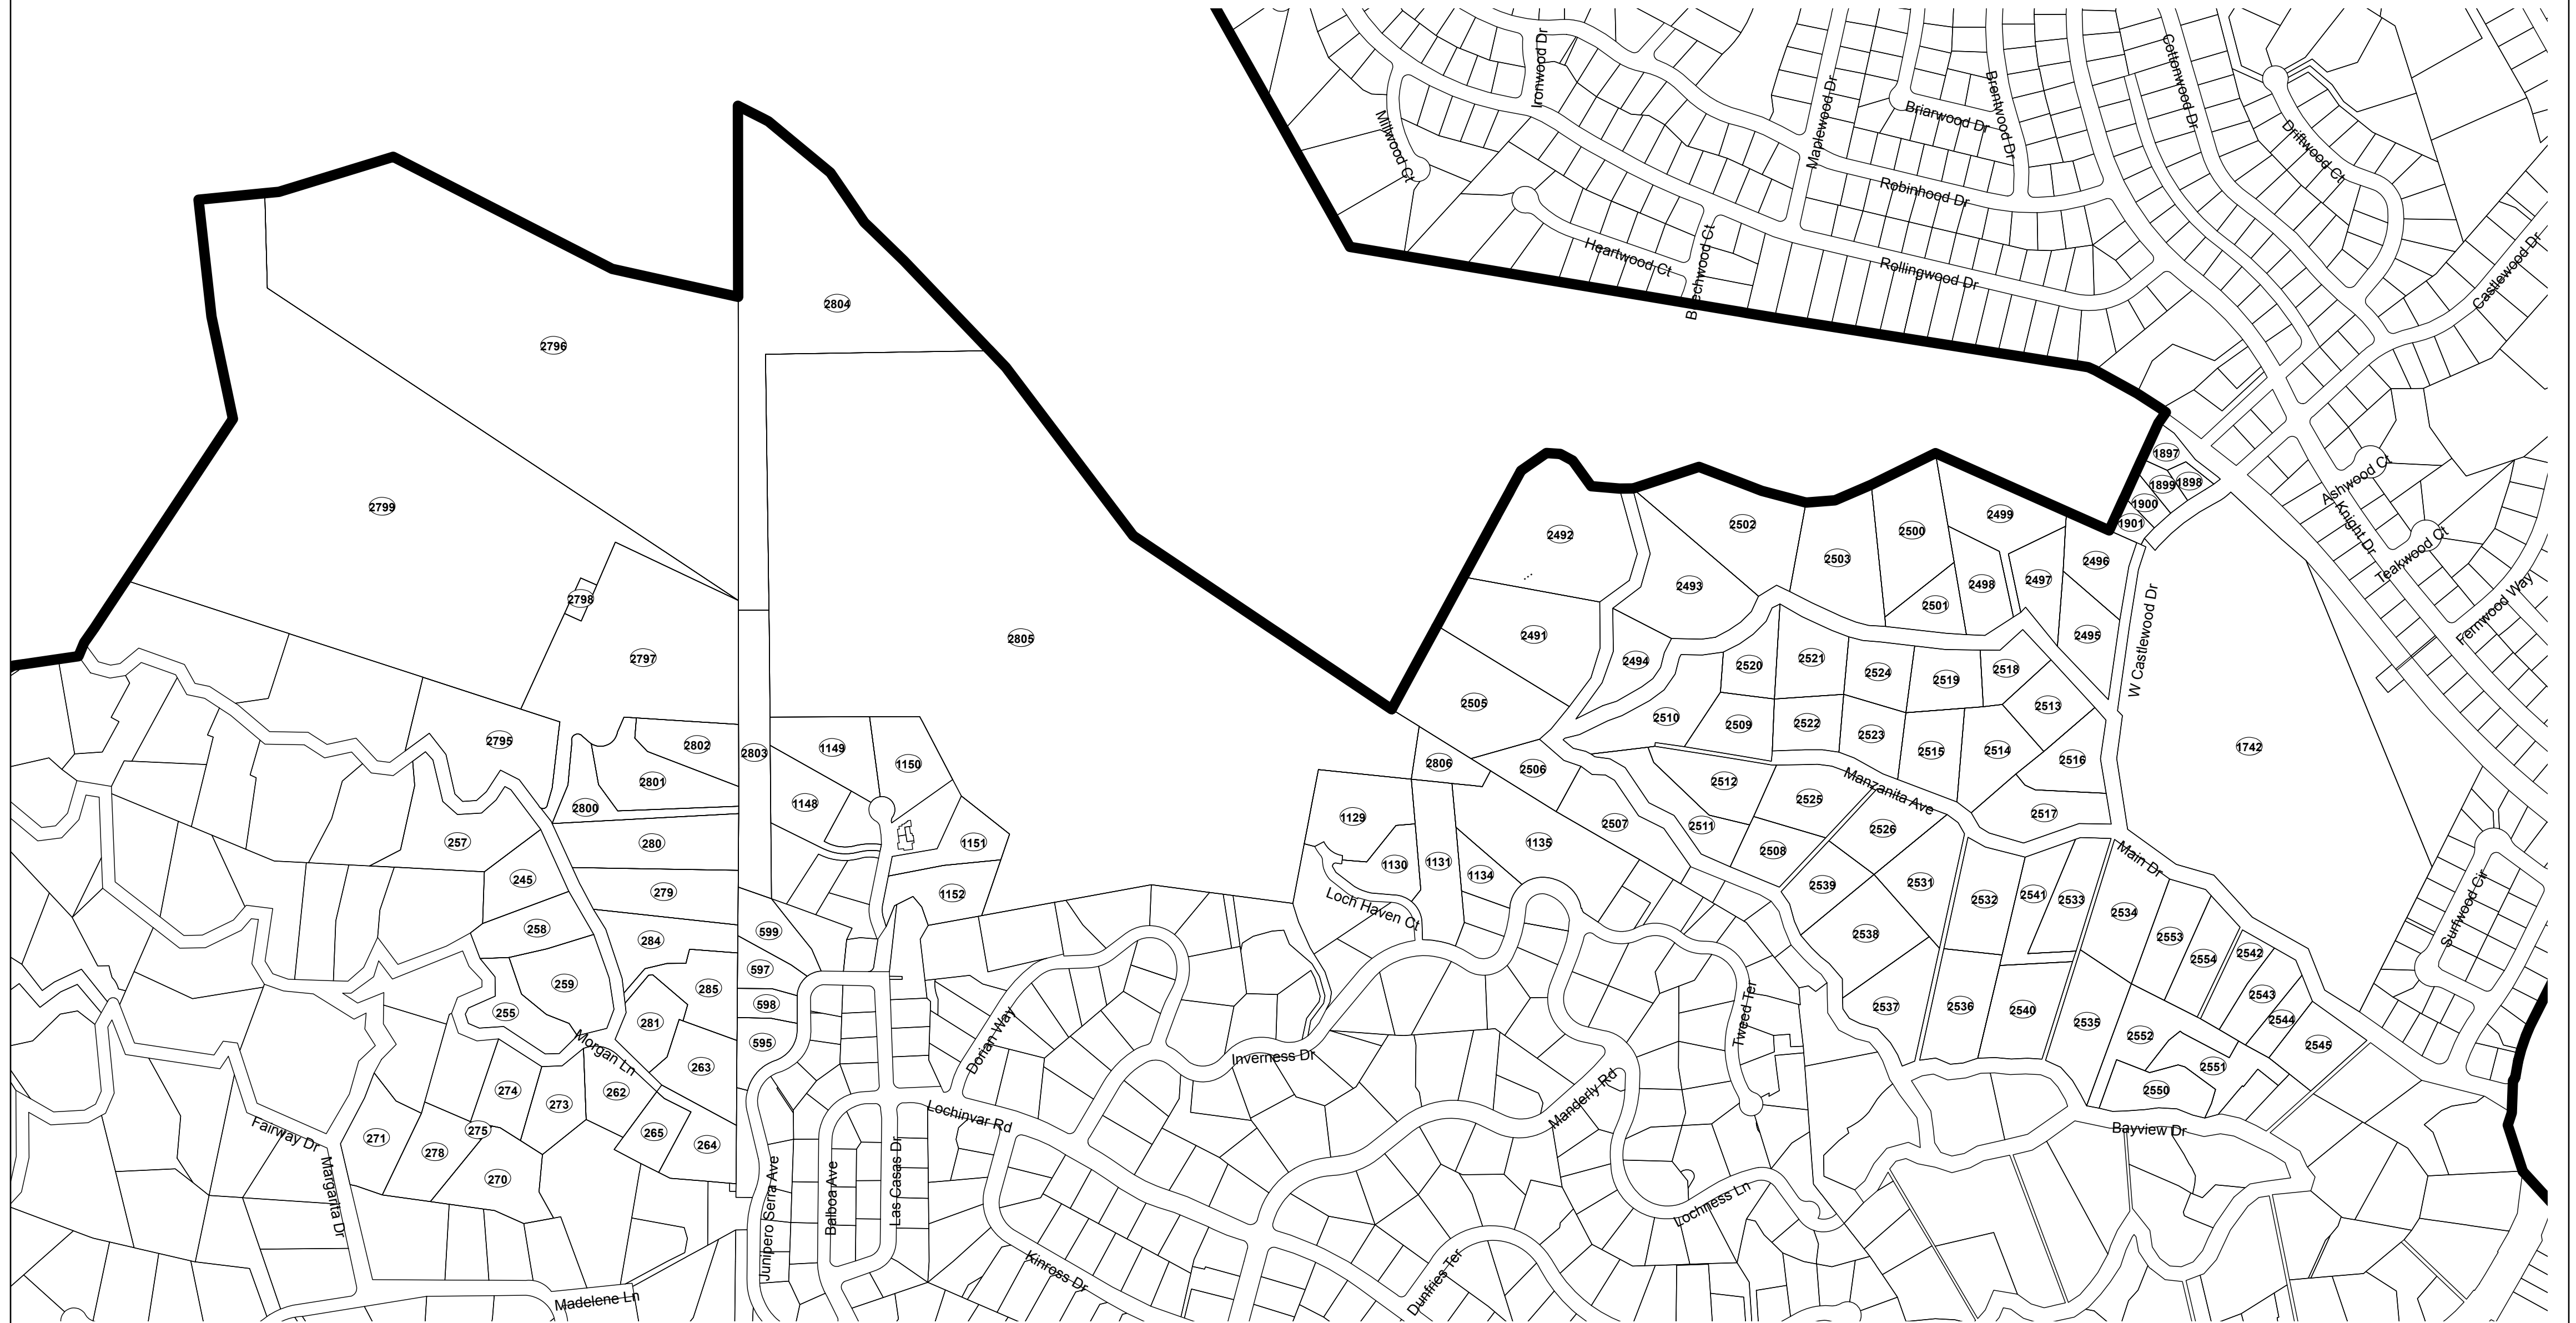 Ironwood Dr
Millwood Ct
Maplewood Dr
Briarwood Dr
Brentwood Dr
Cottonwood Dr
Driftwood Ct
Robinhood Dr
Heartwood Ct
Rollingwood Dr
Castlewood Dr
2804
2796
1897
1898
1899
1900
1901
Ashwood Ct
Knight Dr
Teakwood Ct
Fernwood Way
2799
2492
2502
2499
2500
2503
2496
2493
2498
2497
2501
2798
2797
2805
2491
2494
2495
2520
2521
2524
2519
2518
W Castlewood Dr
2505
2510
2509
2522
2523
2513
2515
2514
2516
1742
2795
2802
2803
1149
1150
2806
2506
2801
2800
1148
2512
2525
Manzanita Ave
2517
257
280
1151
1129
1135
2507
2511
2526
2508
245
279
1152
1130
1131
1134
2539
2531
Main Dr
258
284
599
Loch Haven Ct
2532
2541
2533
2534
2538
2553
2554
2542
Surfwood Cir
259
285
597
598
255
281
595
Dorian Way
Tweed Ter
2537
2536
2540
2535
2543
2544
2545
2552
2551
2550
Morgan Ln
263
Inverness Dr
274
273
262
Manderly Rd
275
265
264
Lochinvar Rd
Fairway Dr
271
278
270
Bayview Dr
Margarita Dr
Junipero Serra Ave
Balboa Ave
Las Casas Dr
Lochness Ln
Kinross Dr
Dunfries Ter
Madelene Ln